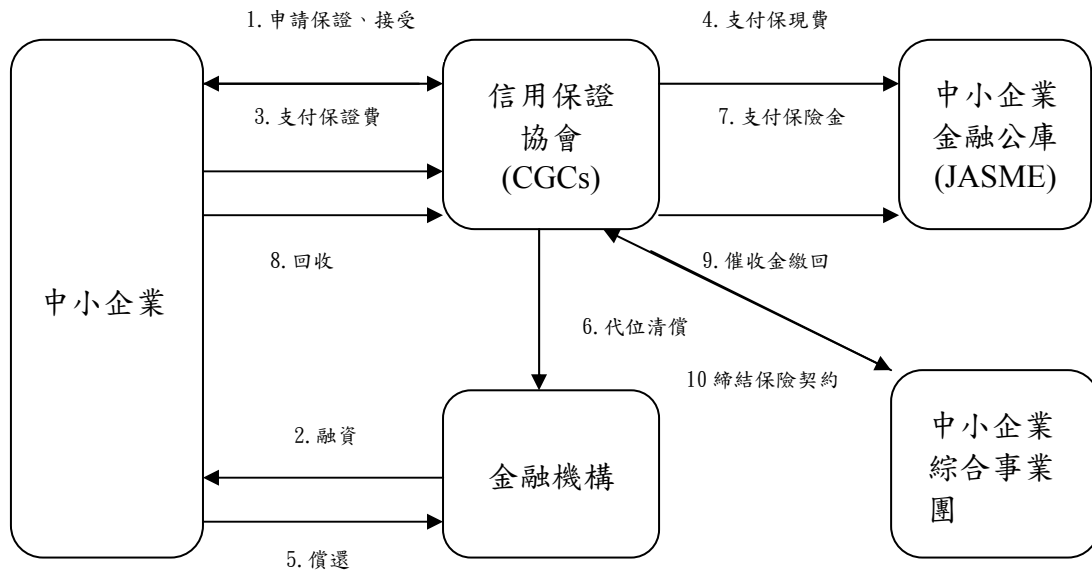 1.申請保證、接受
4.支付保現費
信用保證
協會
(CGCs)
中小企業
金融公庫
(JASME)
3.支付保證費
7.支付保險金
8.回收
9.催收金繳回
中小企業
6.代位清償
10 締結保險契約
2.融資
金融機構
中小企業
綜合事業
團
5.償還